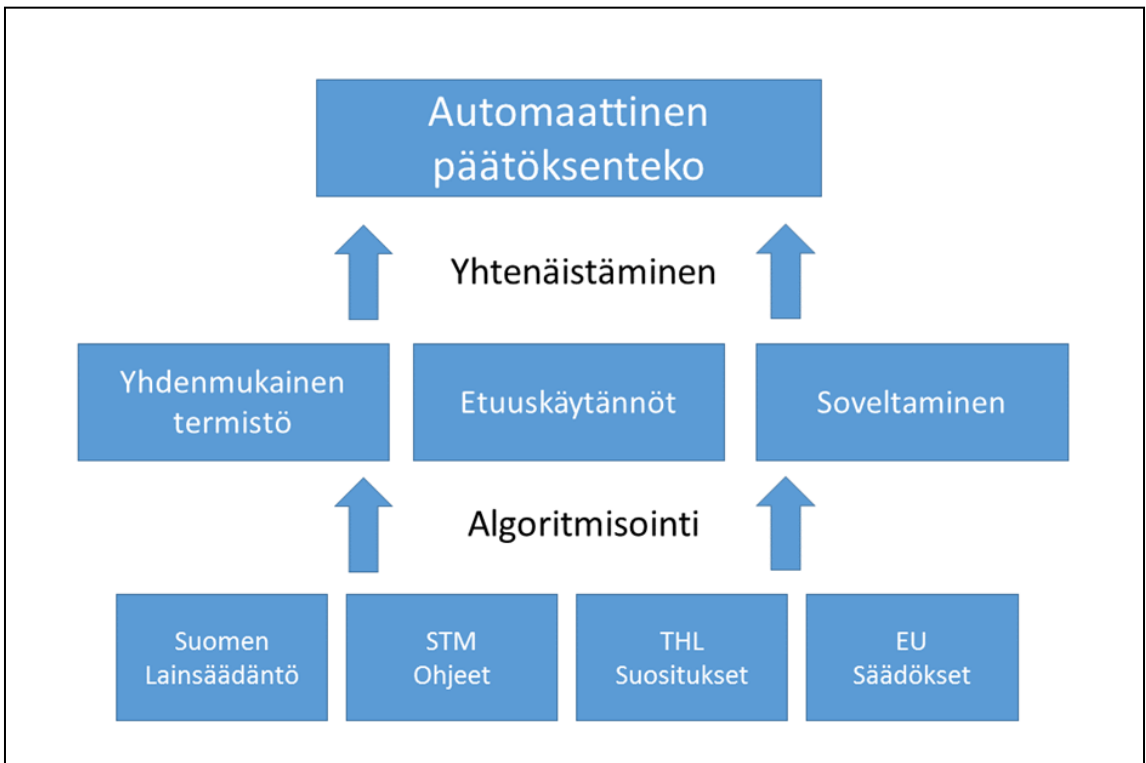 Automaattinen
päätöksenteko
Yhtenäistäminen
Yhdenmukainen
termistö
Etuuskäytännöt
Soveltaminen
Algoritmisointi
Suomen
Lainsäädäntö
STM
Ohjeet
THL
Suositukset
EU
Säädökset